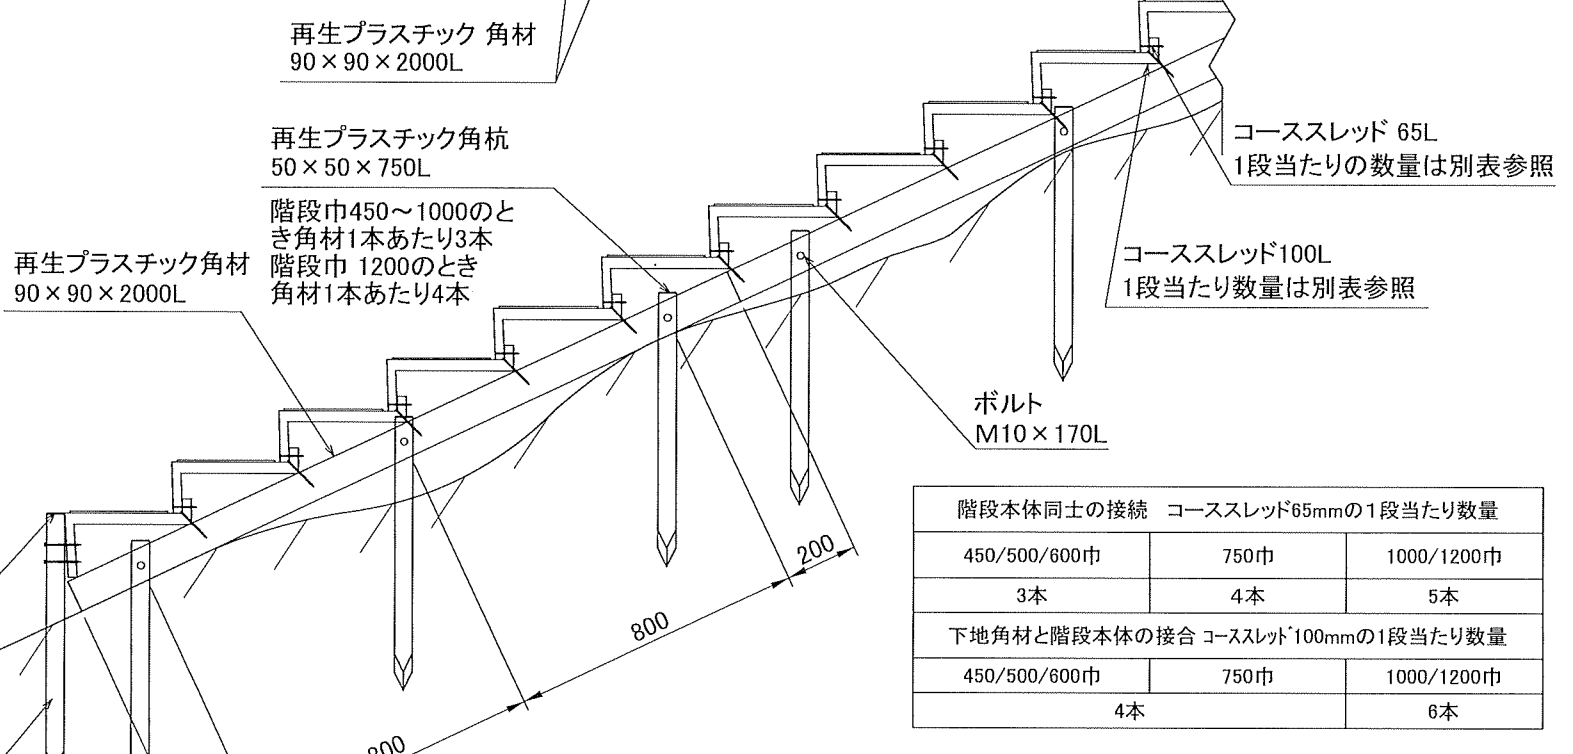 再生プラスチック 角材
90×90×2000L
再生プラスチック角杭
50×50×750L
階段巾450～1000のと
き角材1本あたり3本
階段巾 1200のとき
角材1本あたり4本
再生プラスチック角材
90×90×2000L
コーススレッド 65L
1段当たりの数量は別表参照
コーススレッド100L
1段当たり数量は別表参照
ボルト
M10×170L
200
800
800
階段本体同士の接続 コーススレッド65mmの1段当たり数量
450/500/600巾 750巾 1000/1200巾
3本 4本 5本
下地角材と階段本体の接合 コーススレッド100mmの1段当たり数量
450/500/600巾 750巾 1000/1200巾
4本 6本